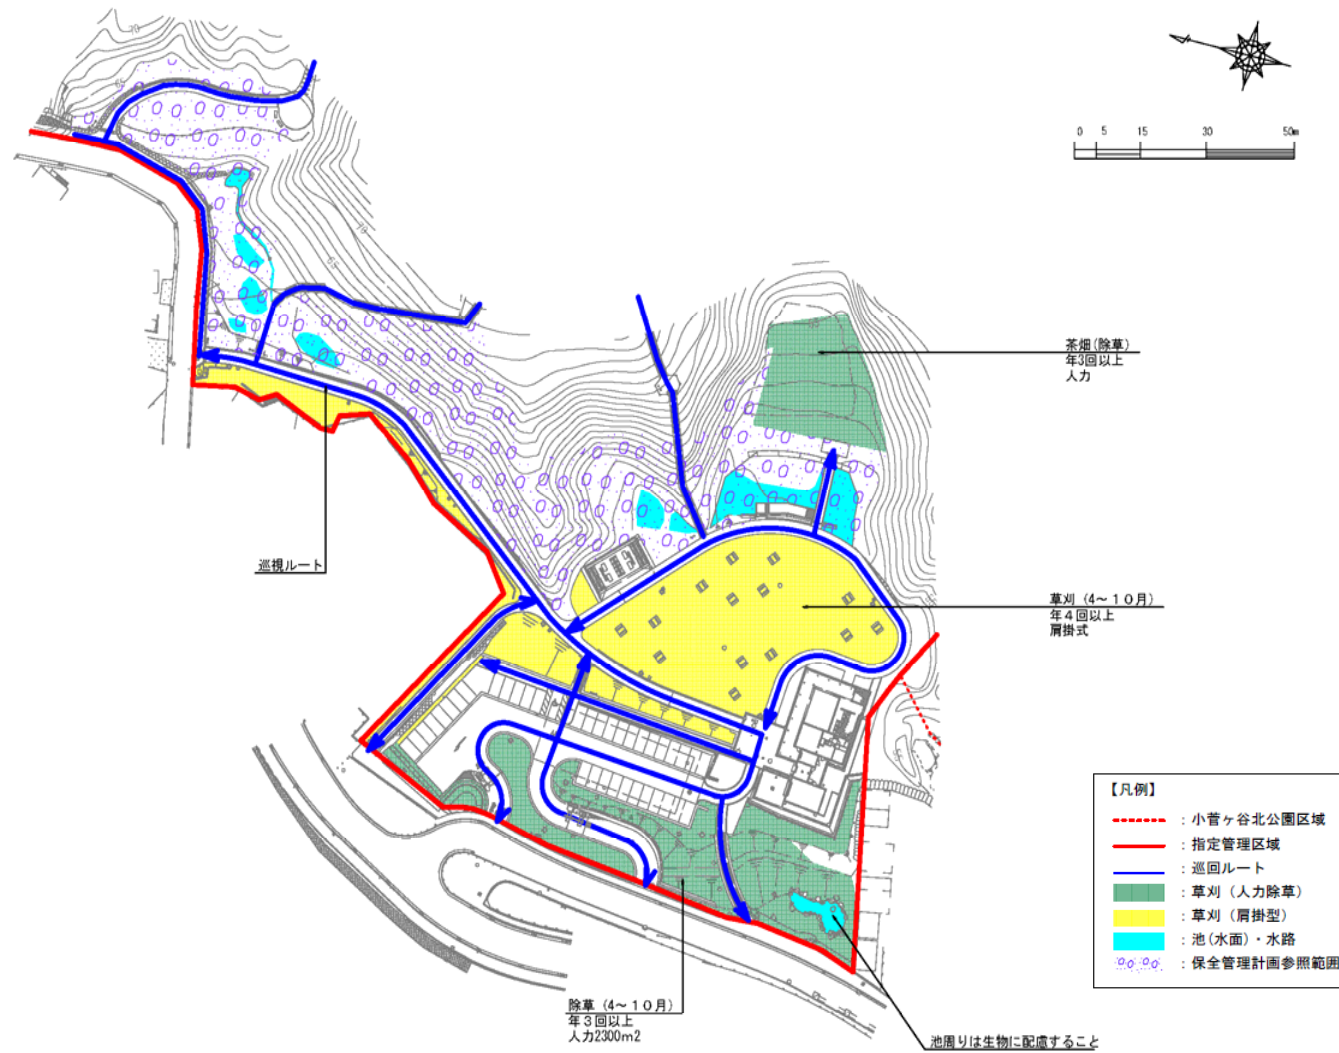 0 5 15 30 50m
70
65
70
65
茶畑(除草)
年3回以上
人力
巡視ルート
草刈(4～10月)
年4回以上
肩掛式
【凡例】
：小菅ヶ谷北公園区域
：指定管理区域
：巡回ルート
：草刈(人力除草)
：草刈(肩掛型)
：池(水面)・水路
：保全管理計画参照範囲
除草(4～10月)
年3回以上
人力2300m2
池周りは生物に配慮すること